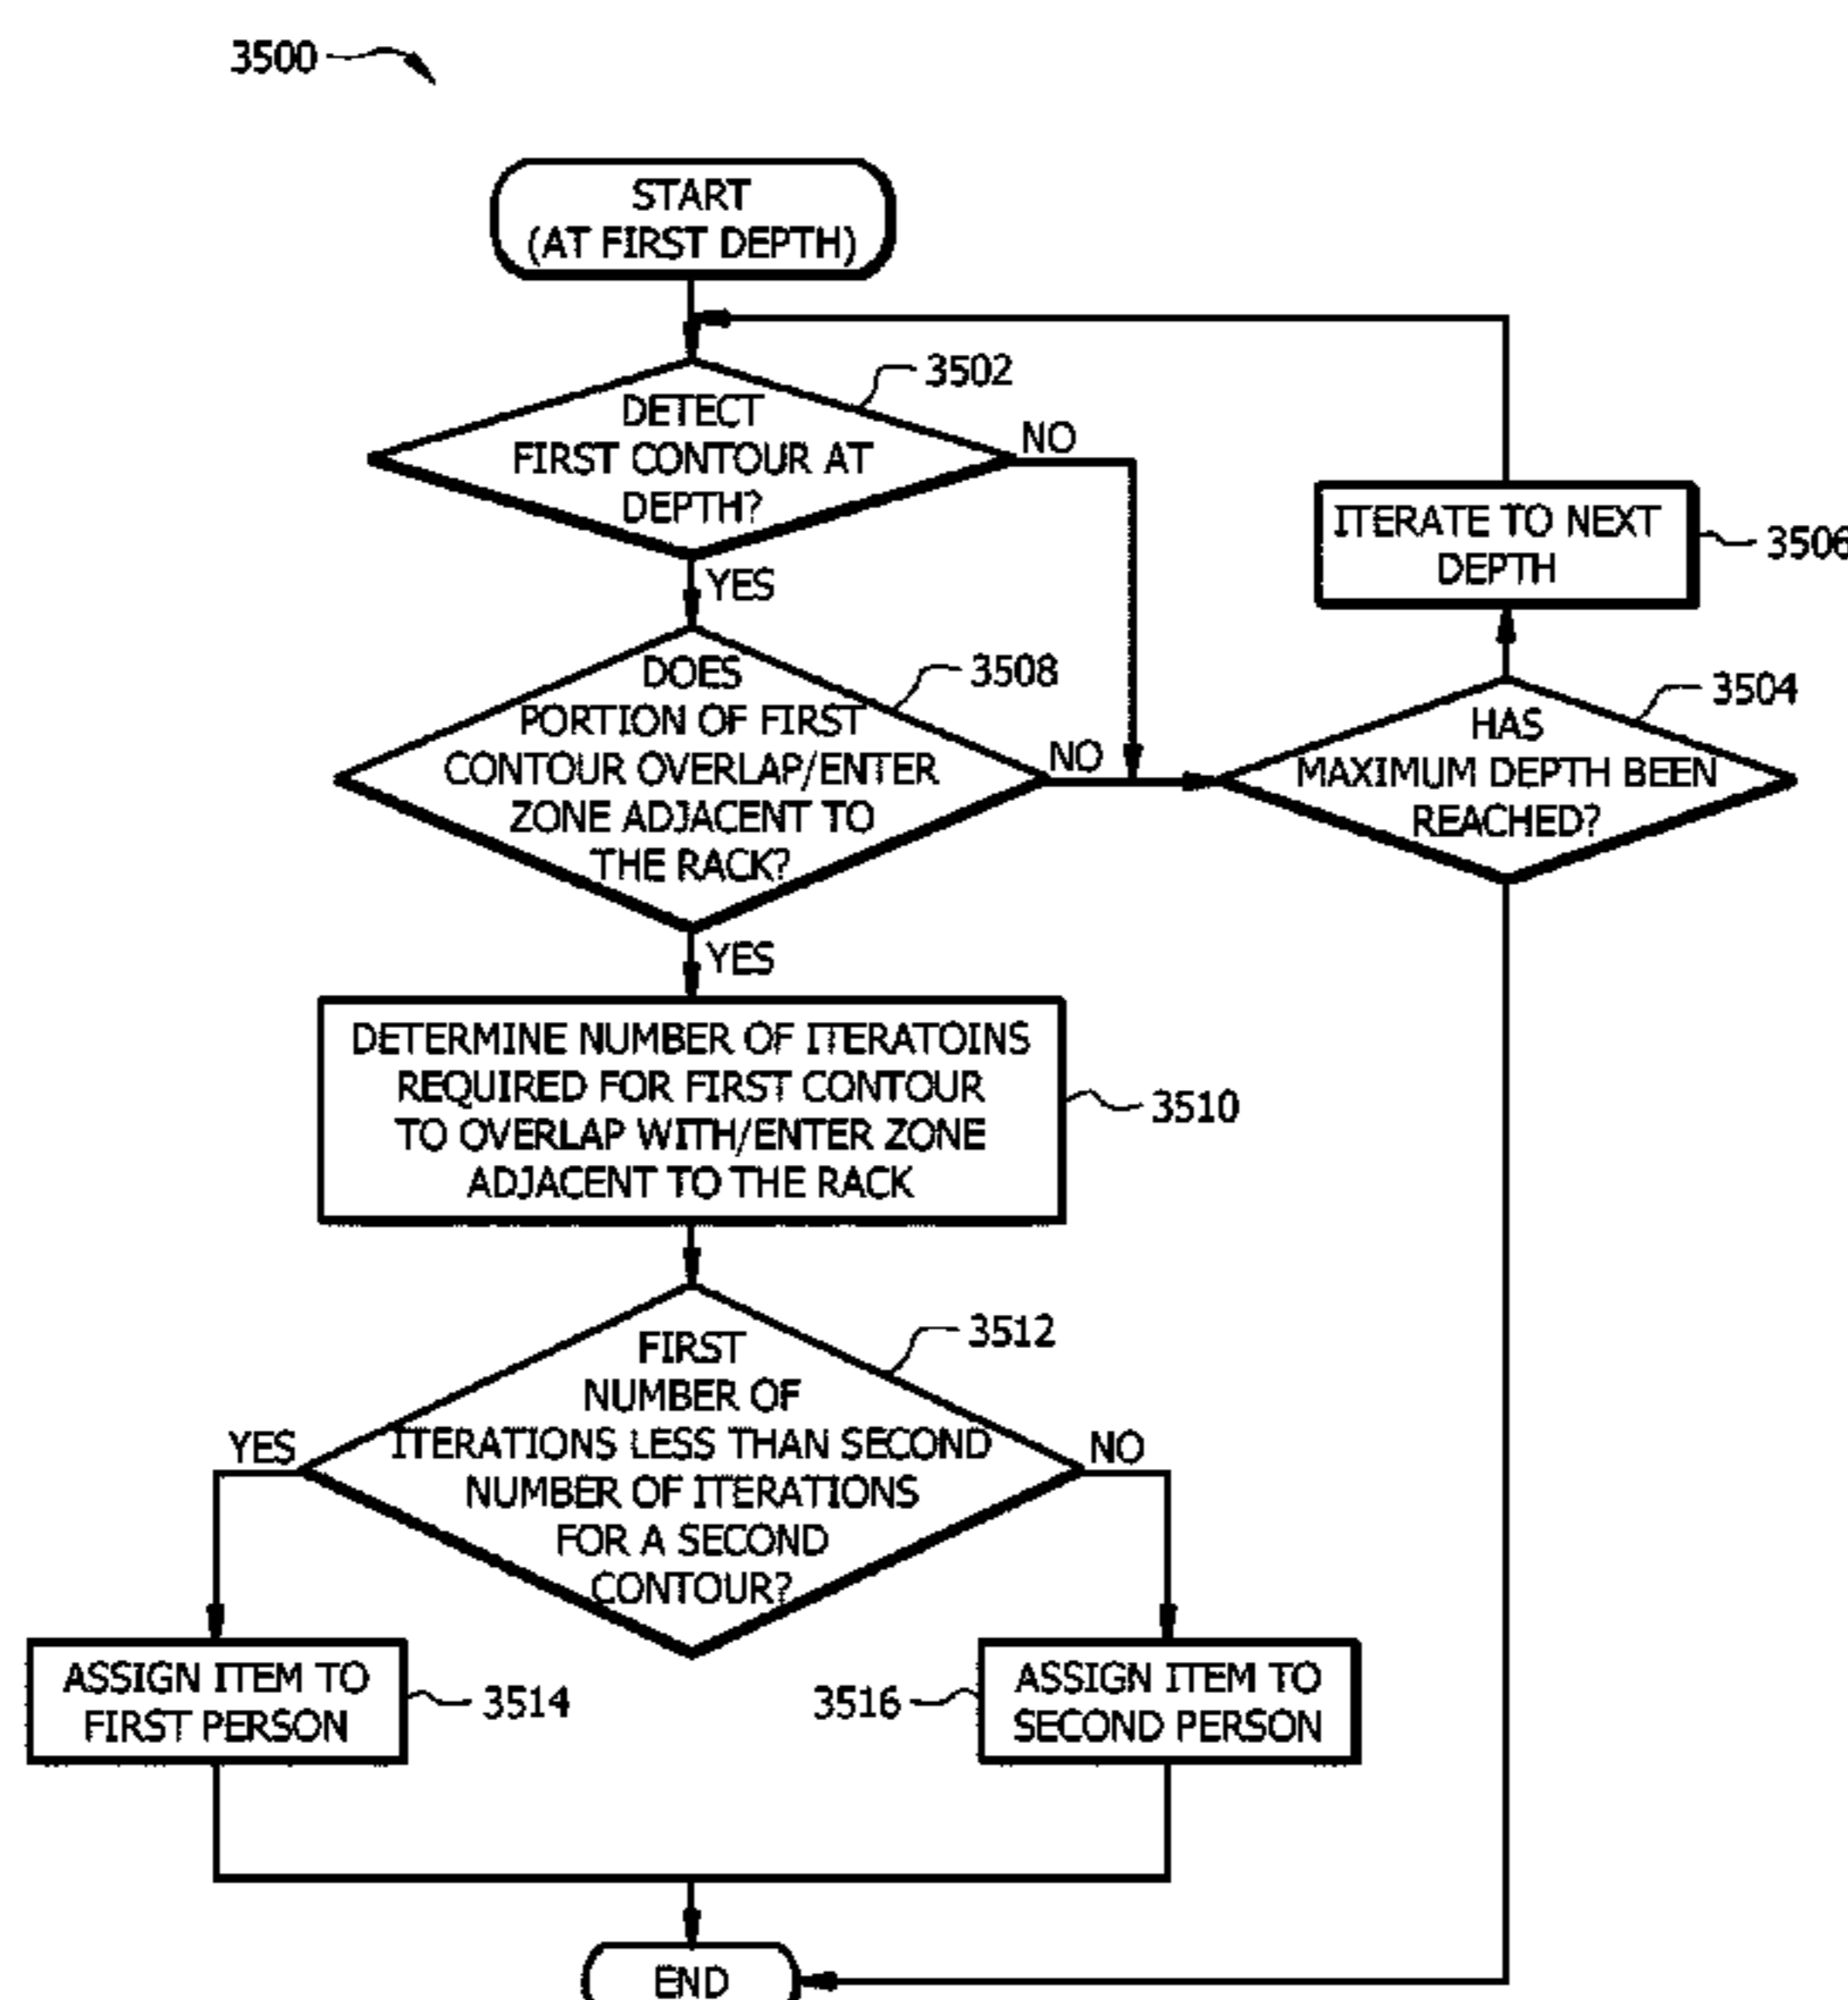 3500
START
(AT FIRST DEPTH)
3502
DETECT
FIRST CONTOUR AT
DEPTH?
NO
YES
ITERATE TO NEXT
DEPTH
3506
DOES
PORTION OF FIRST
CONTOUR OVERLAP/ENTER
ZONE ADJACENT TO
THE RACK?
3508
NO
YES
3504
HAS
MAXIMUM DEPTH BEEN
REACHED?
DETERMINE NUMBER OF ITERATOINS
REQUIRED FOR FIRST CONTOUR
TO OVERLAP WITH/ENTER ZONE
ADJACENT TO THE RACK
3510
3512
FIRST
NUMBER OF
ITERATIONS LESS THAN SECOND
NUMBER OF ITERATIONS
FOR A SECOND
CONTOUR?
YES
NO
ASSIGN ITEM TO
FIRST PERSON
3514
3516
ASSIGN ITEM TO
SECOND PERSON
END